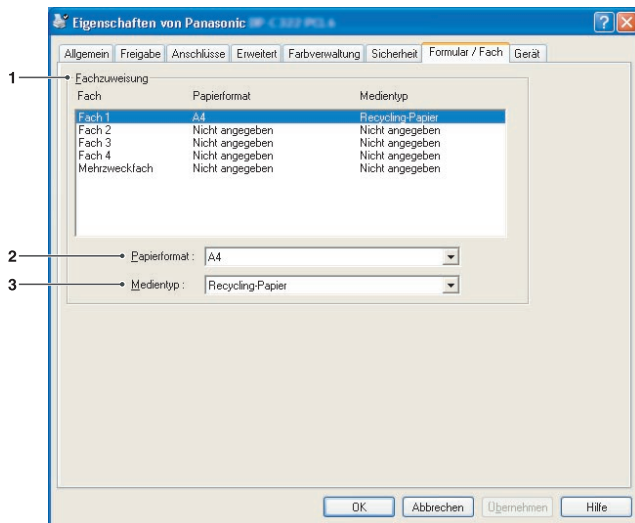 Eigenschaften von Panasonic
Allgemein Freigabe Anschlüsse Erweitert Farbverwaltung Sicherheit Formular / Fach Gerät
1 Fachzuweisung
Fach Papierformat Medientyp
Fach 1 A4 Recycling-Papier
Fach 2 Nicht angegeben Nicht angegeben
Fach 3 Nicht angegeben Nicht angegeben
Fach 4 Nicht angegeben Nicht angegeben
Mehrzweckfach Nicht angegeben Nicht angegeben
2 Papierformat : A4
3 Medientyp : Recycling-Papier
OK Abbrechen Übernehmen Hilfe